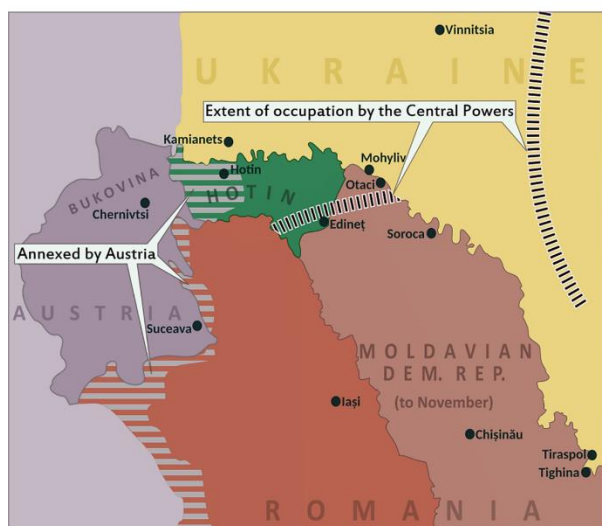 Vinnitsia
UKRAINE
Extent of occupation by the Central Powers
Kamianets
Mohyliv
Hotin
Otaci
BUKOVINA
HOTIN
Chernivtsi
Edineț
Soroca
Annexed by Austria
AUSTRIA
Suceava
MOLDAVIAN
DEM. REP.
(to November)
Iași
Chișinău
Tiraspol
Tighina
ROMANIA